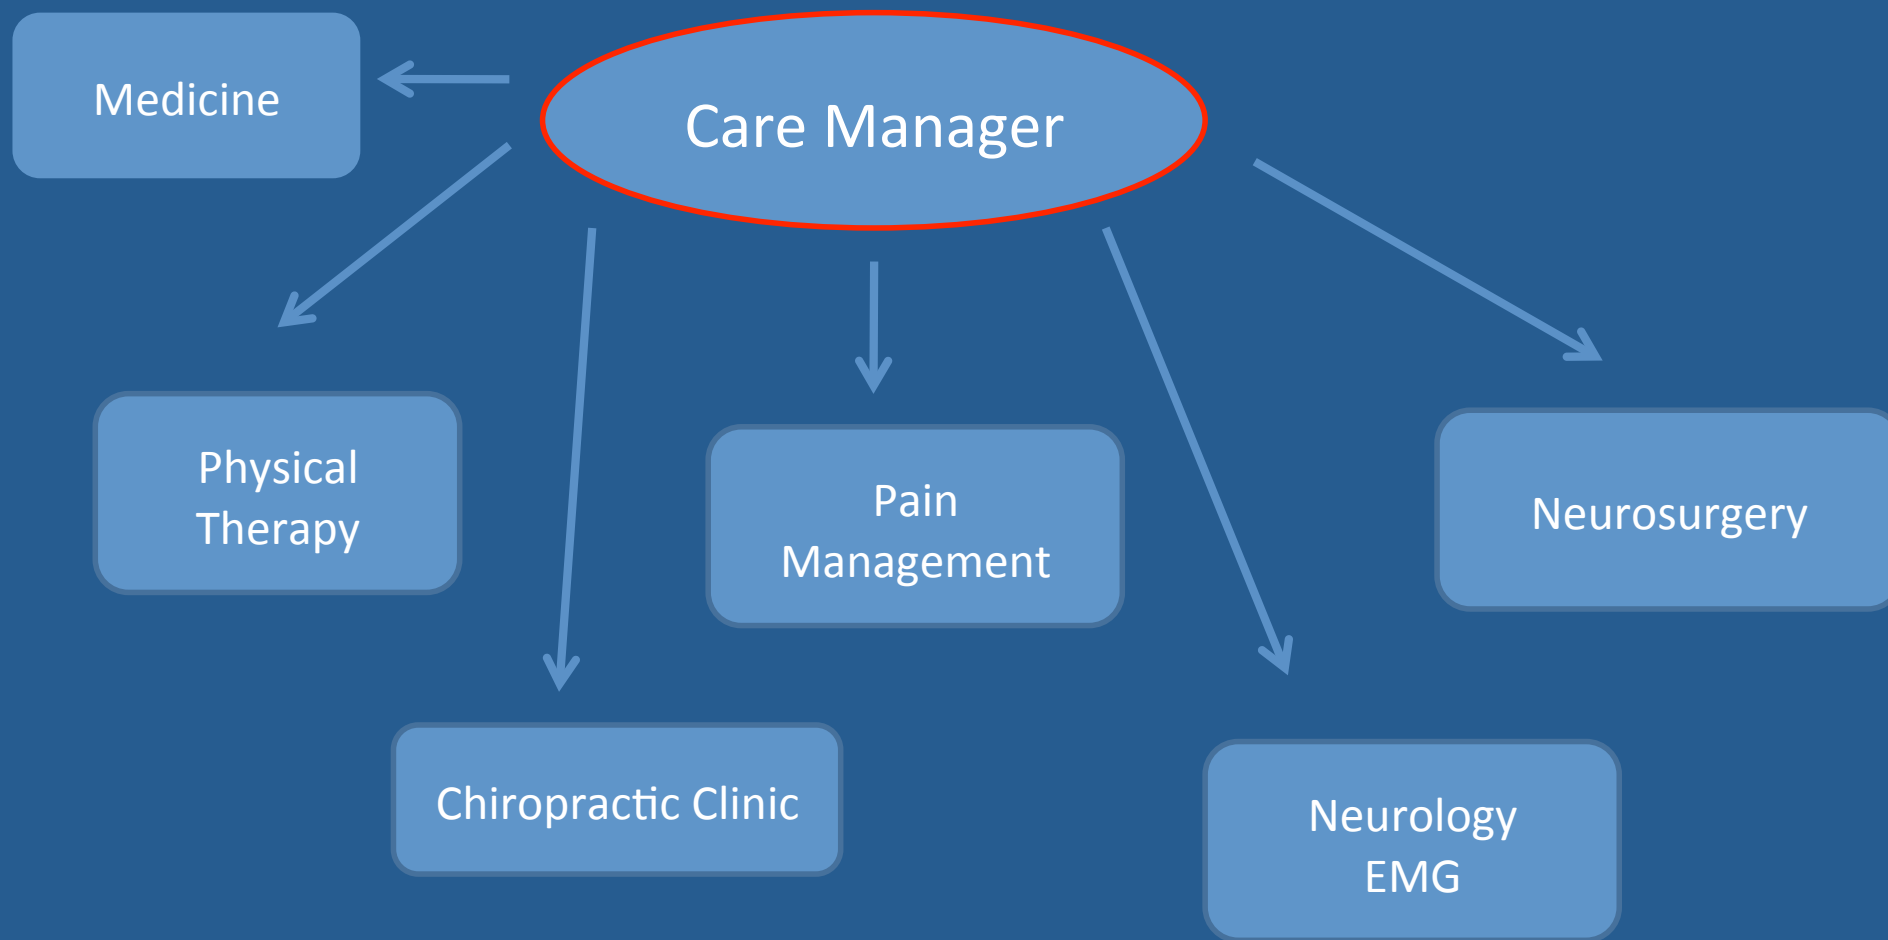 Medicine
Care Manager
Physical
Therapy
Pain
Management
Neurosurgery
Chiropractic Clinic
Neurology
EMG